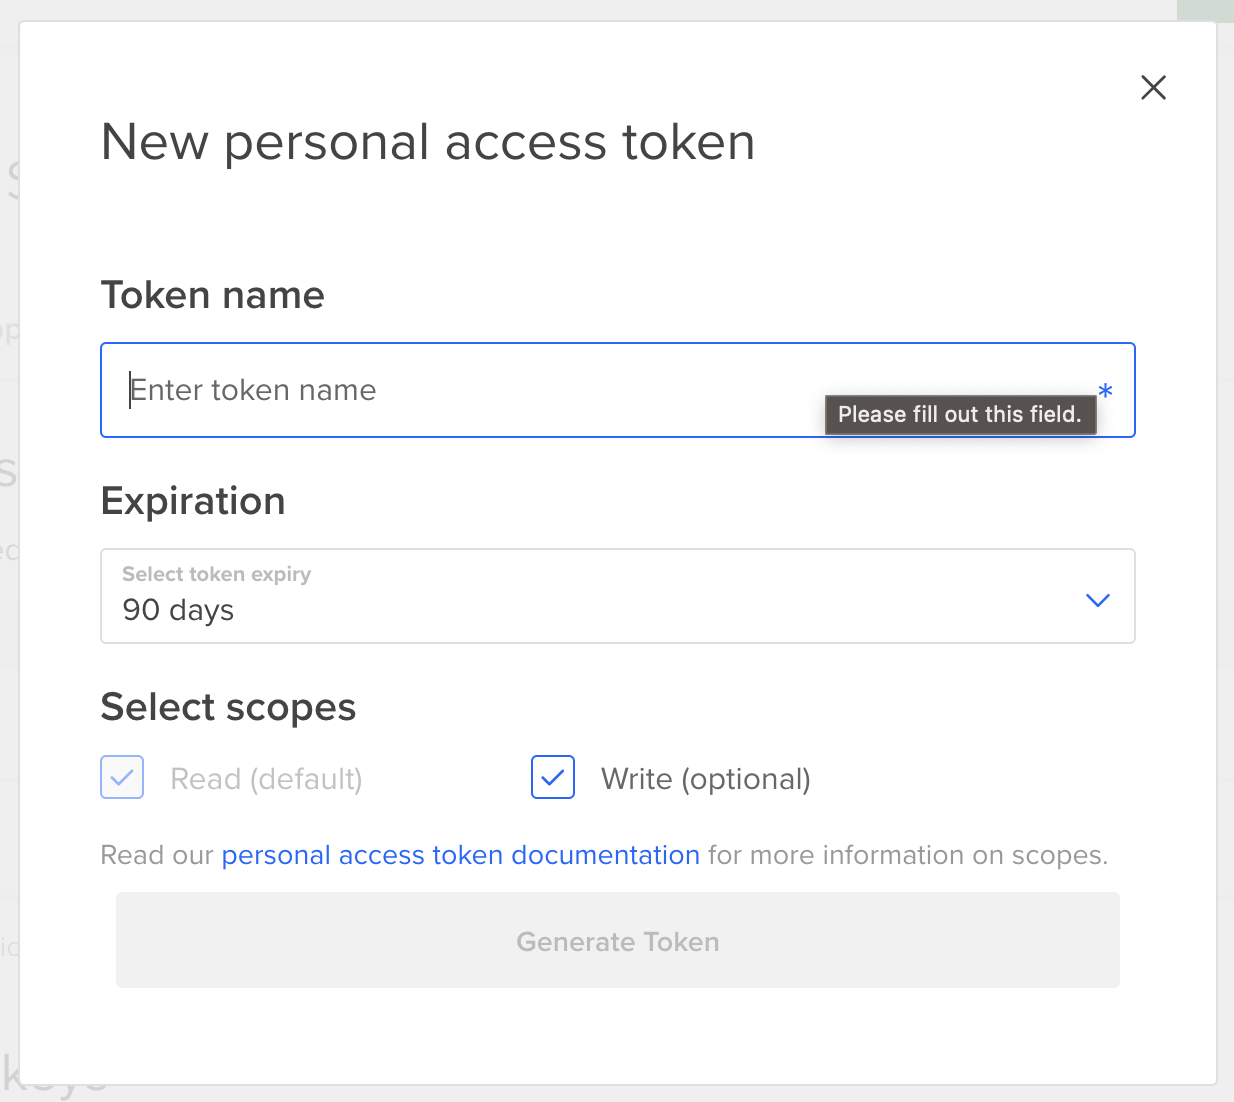 New personal access token
Token name
Enter token name
*
Please fill out this field.
Expiration
Select token expiry
90 days
Select scopes
Read (default) Write (optional)
Read our personal access token documentation for more information on scopes.
Generate Token